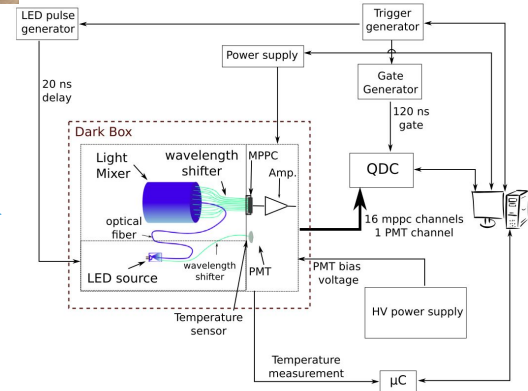 LED pulse
generator
Trigger
generator
Power supply
Gate
Generator
20 ns
delay
120 ns
gate
Dark Box
Light
Mixer
wavelength
shifter
MPPC
Amp.
QDC
optical
fiber
16 mppc channels
1 PMT channel
LED source
wavelength
shifter
PMT
PMT bias
voltage
HV power supply
Temperature
sensor
Temperature
measurement
μC